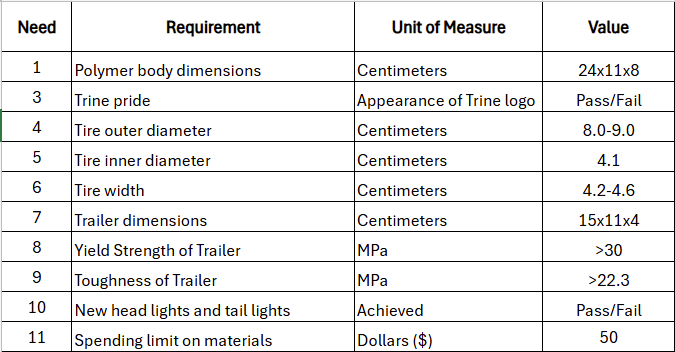 Need Requirement Unit of Measure Value
1 Polymer body dimensions Centimeters 24x11x8
3 Trine pride Appearance of Trine logo Pass/Fail
4 Tire outer diameter Centimeters 8.0-9.0
5 Tire inner diameter Centimeters 4.1
6 Tire width Centimeters 4.2-4.6
7 Trailer dimensions Centimeters 15x11x4
8 Yield Strength of Trailer MPa >30
9 Toughness of Trailer MPa >22.3
10 New head lights and tail lights Achieved Pass/Fail
11 Spending limit on materials Dollars ($) 50